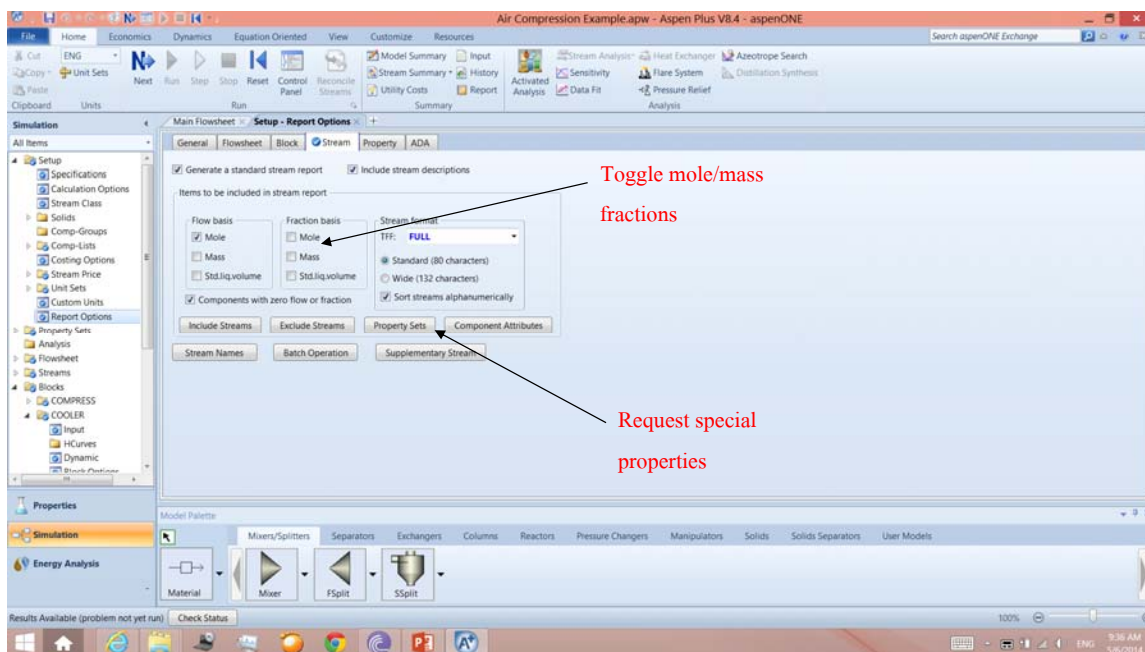 Air Compression Example.apw - Aspen Plus V8.4 - aspenONE
File Home Economics Dynamics Equation Oriented View Customize Resources Search aspenONE Exchange
Cut ENG
Copy Unit Sets
Paste
Next Run Step Stop Reset Control Panel Reconcile Streams
Model Summary Input
Stream Summary History
Utility Costs Report
Activated Analysis
Stream Analysis Heat Exchanger Azeotrope Search
Sensitivity Flare System Distillation Synthesis
Data Fit Pressure Relief
Clipboard Units Run Summary Analysis
Simulation
All Items
Setup
Specifications
Calculation Options
Stream Class
Solids
Comp-Groups
Comp-Lists
Costing Options
Stream Price
Unit Sets
Custom Units
Report Options
Property Sets
Analysis
Flowsheet
Streams
Blocks
COMPRESS
COOLER
Input
HCurves
Dynamic
Block Options
Properties
Simulation
Energy Analysis
Main Flowsheet Setup - Report Options +
General Flowsheet Block Stream Property ADA
Generate a standard stream report Include stream descriptions
Items to be included in stream report
Flow basis Fraction basis Stream format
Mole Mole TFF: FULL
Mass Mass Standard (80 characters)
Std.liq.volume Std.liq.volume Wide (132 characters)
Components with zero flow or fraction Sort streams alphanumerically
Include Streams Exclude Streams Property Sets Component Attributes
Stream Names Batch Operation Supplementary Stream
Toggle mole/mass
fractions
Request special
properties
Model Palette
Mixers/Splitters Separators Exchangers Columns Reactors Pressure Changers Manipulators Solids Solids Separators User Models
Material Mixer FSplit SSplit
Results Available (problem not yet run) Check Status 100%
ENG 9:36 AM
5/6/2014